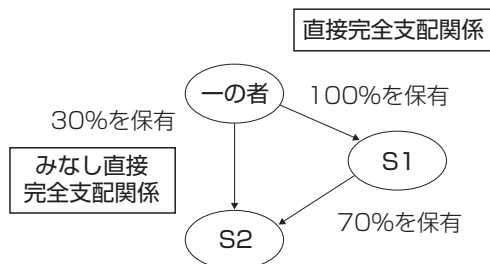 直接完全支配関係
一の者
100%を保有
30%を保有
みなし直接
完全支配関係
S1
70%を保有
S2